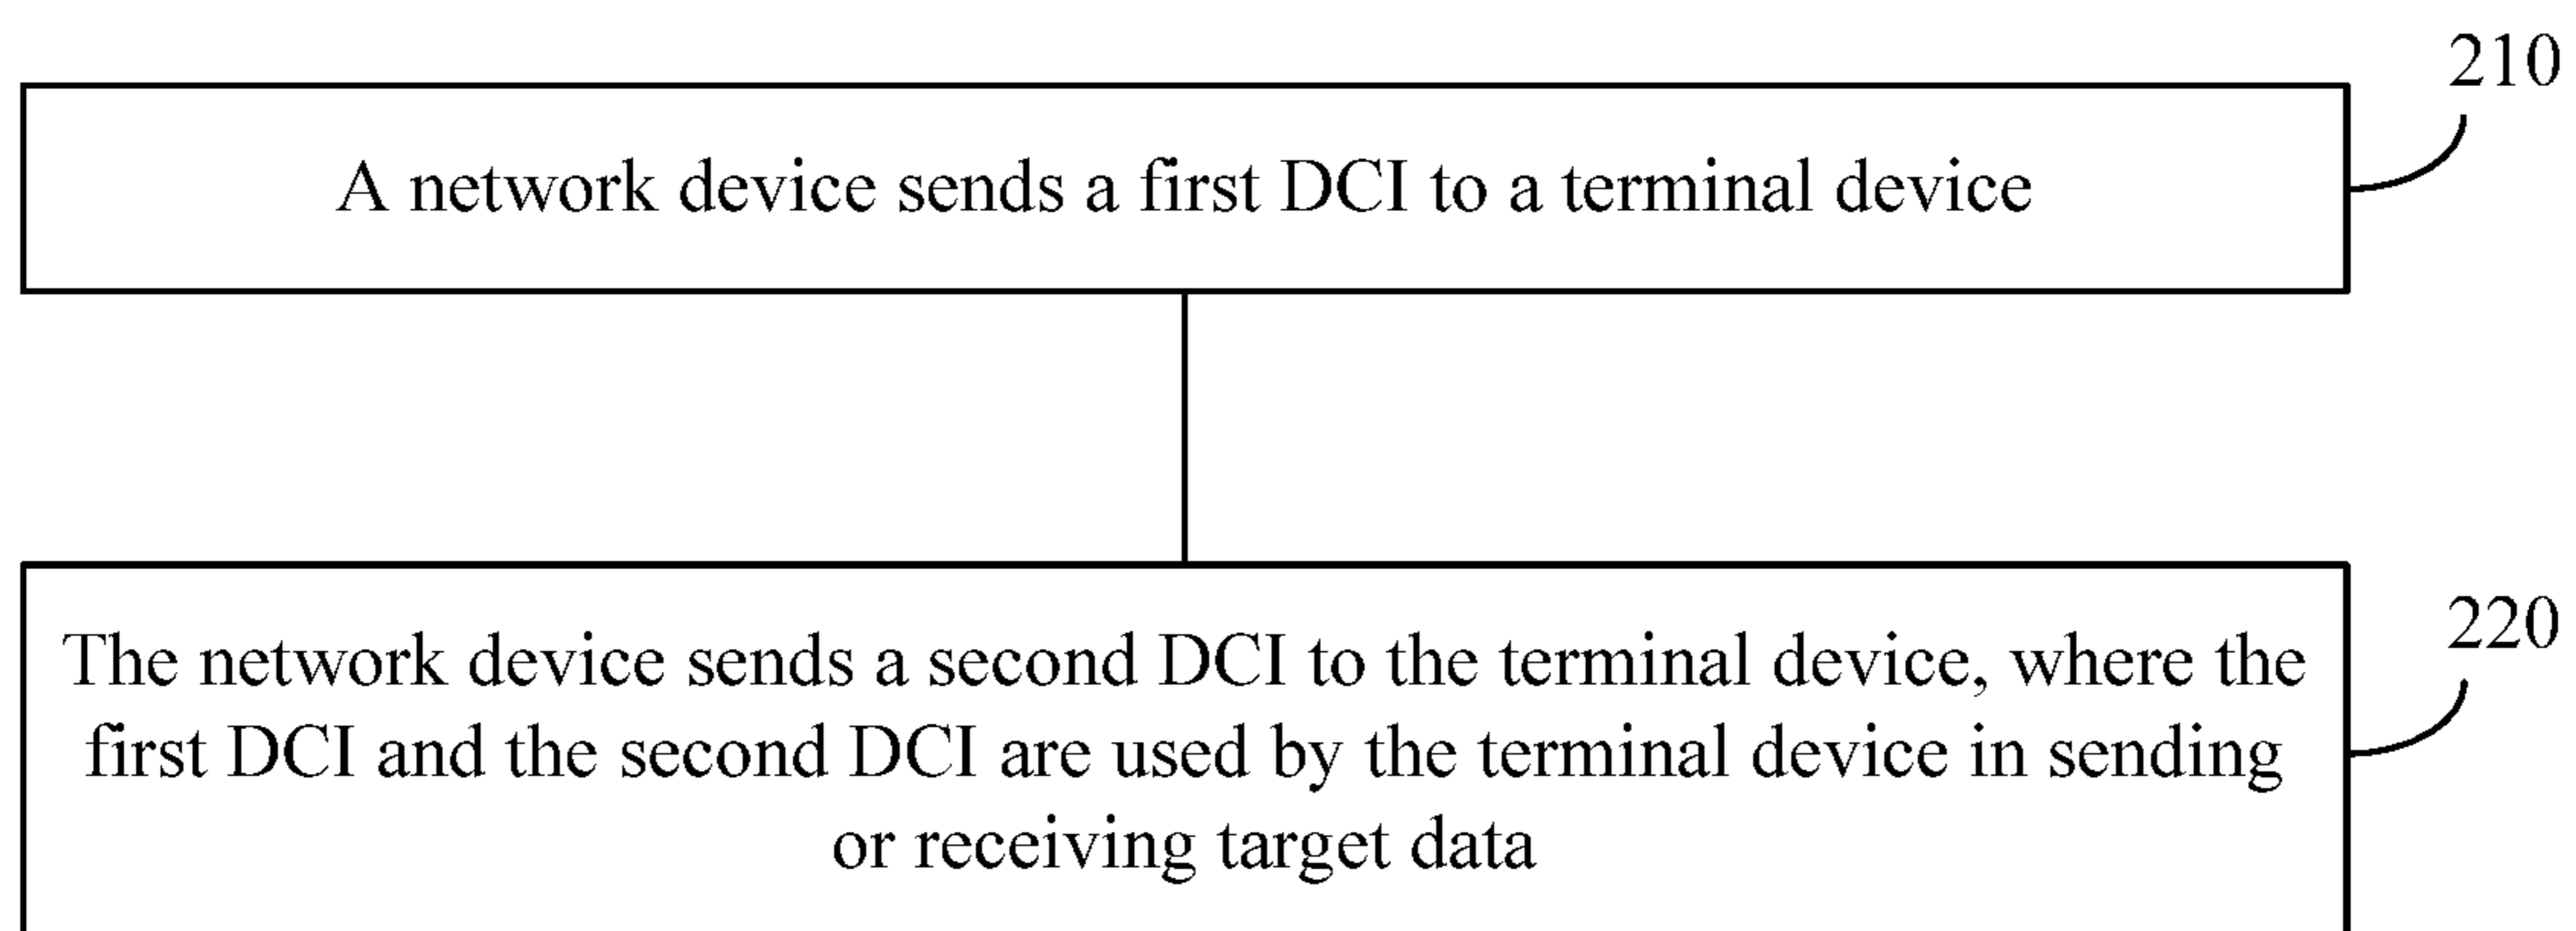 210
A network device sends a first DCI to a terminal device
220
The network device sends a second DCI to the terminal device, where the
first DCI and the second DCI are used by the terminal device in sending
or receiving target data